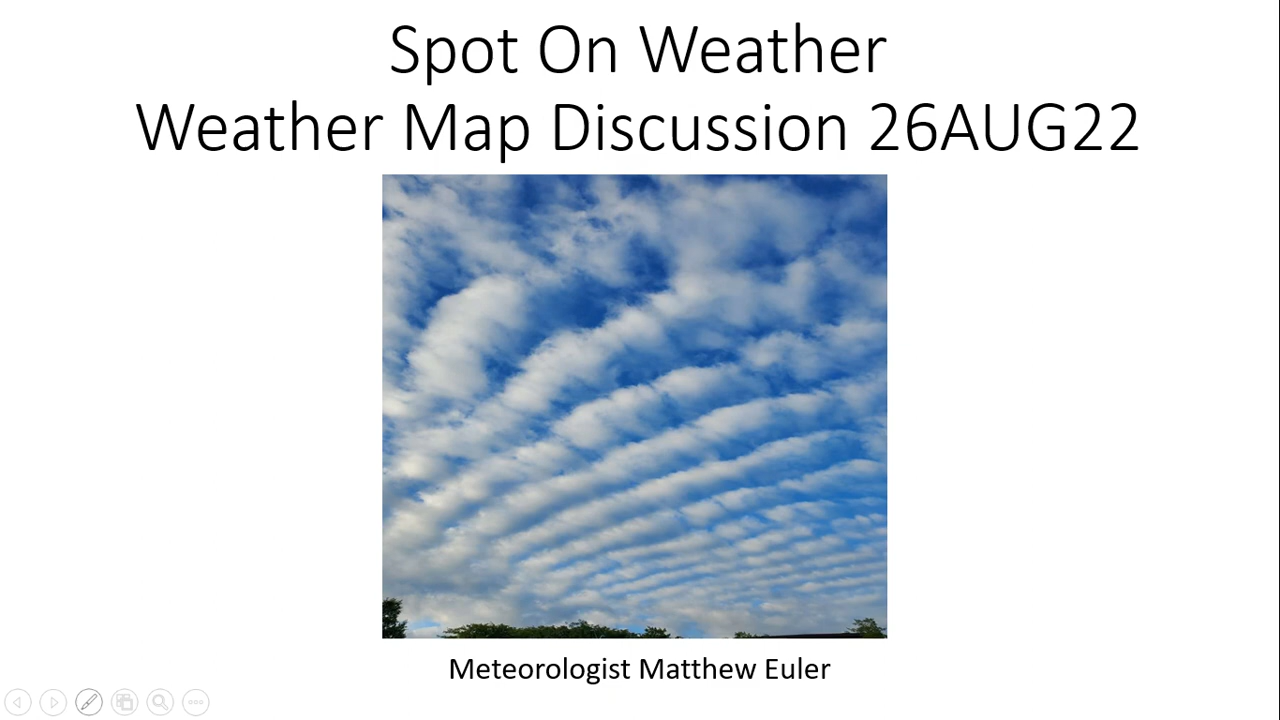 Spot On Weather
Weather Map Discussion 26AUG22
Meteorologist Matthew Euler